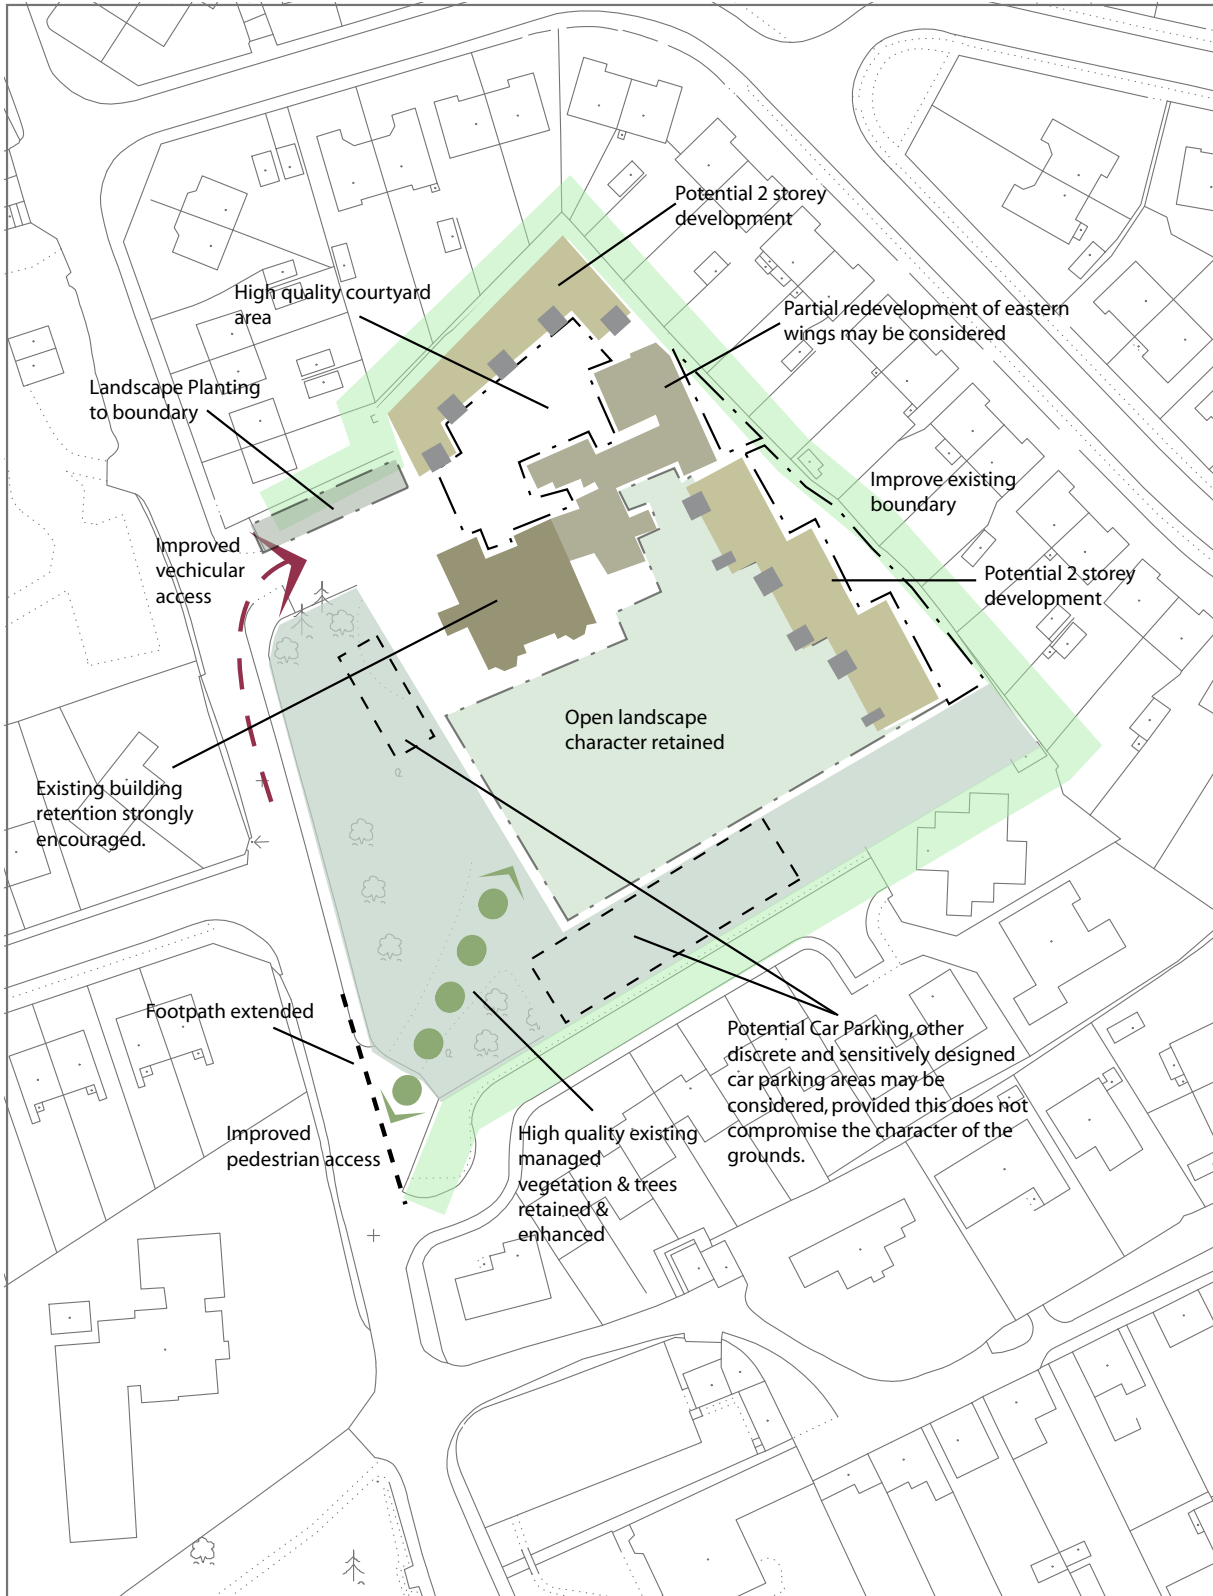 Potential 2 storey
development
High quality courtyard
area
Partial redevelopment of eastern
wings may be considered
Landscape Planting
to boundary
Improve existing
boundary
Improved
vechicular
access
Potential 2 storey
development
Open landscape
character retained
Existing building
retention strongly
encouraged.
Footpath extended
Potential Car Parking, other
discrete and sensitively designed
car parking areas may be
considered, provided this does not
compromise the character of the
grounds.
Improved
pedestrian access
High quality existing
managed
vegetation & trees
retained &
enhanced